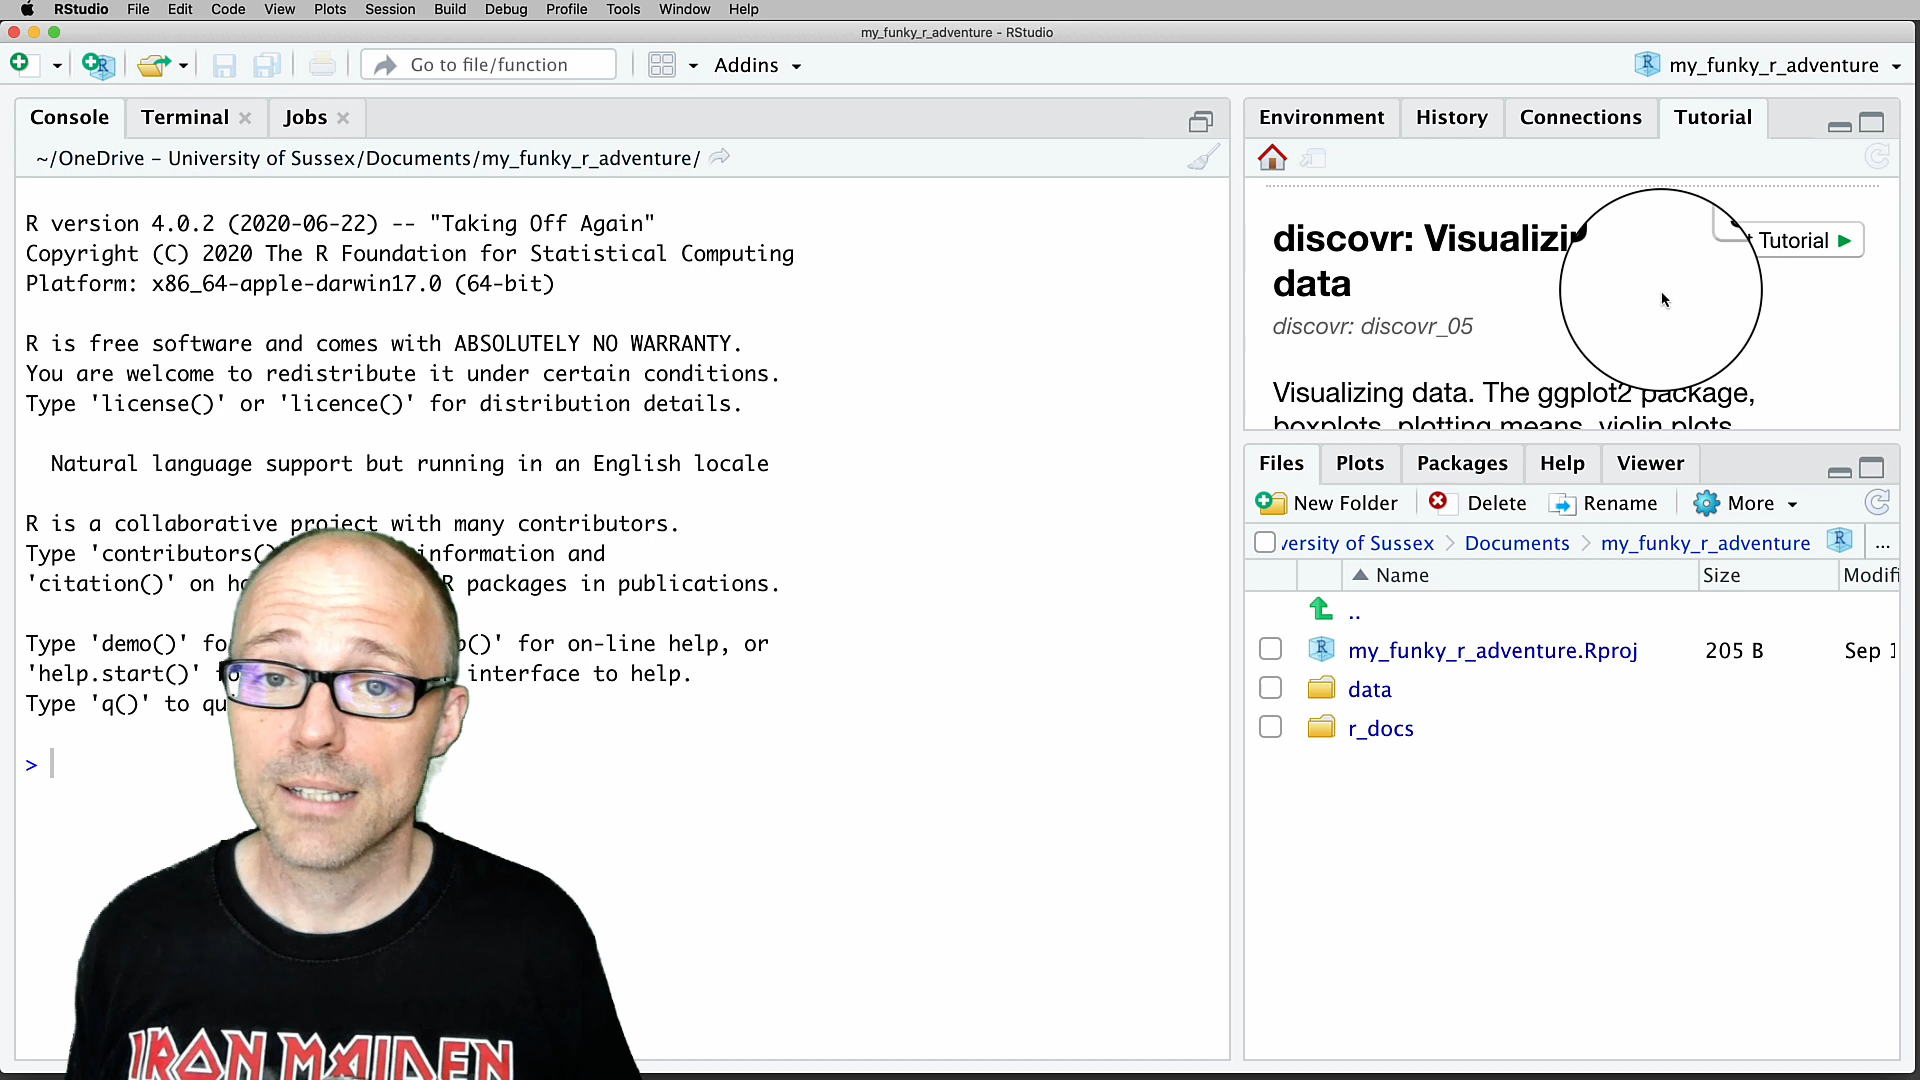 RStudio File Edit Code View Plots Session Build Debug Profile Tools Window Help
my_funky_r_adventure - RStudio
Go to file/function Addins my_funky_r_adventure
Console Terminal Jobs
~/OneDrive – University of Sussex/Documents/my_funky_r_adventure/
R version 4.0.2 (2020-06-22) -- "Taking Off Again"
Copyright (C) 2020 The R Foundation for Statistical Computing
Platform: x86_64-apple-darwin17.0 (64-bit)
R is free software and comes with ABSOLUTELY NO WARRANTY.
You are welcome to redistribute it under certain conditions.
Type 'license()' or 'licence()' for distribution details.
Natural language support but running in an English locale
R is a collaborative project with many contributors.
Type 'contributors() information and
'citation()' on R packages in publications.
Type 'demo()' for on-line help, or
'help.start()' interface to help.
Type 'q()' to
>
IRON MAIDEN
Environment History Connections Tutorial
discovr:
data
Tutorial
discovr: discovr_05
Visualizing data. The ggplot2 package,
boxplots, plotting means, violin plots
Files Plots Packages Help Viewer
New Folder Delete Rename More
of Sussex Documents my_funky_r_adventure ...
Name Size
..
my_funky_r_adventure.Rproj 205 B Sep
data
r_docs